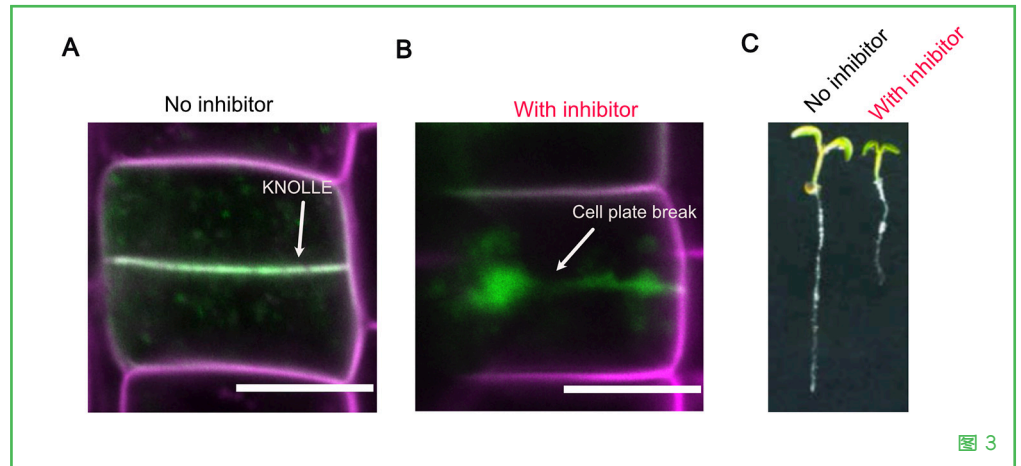 A
No inhibitor
KNOLLE
B
With inhibitor
Cell plate break
C
No inhibitor
With inhibitor
图 3